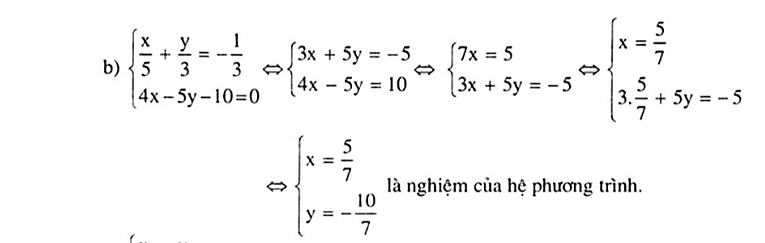 b) { x/5 + y/3 = -1/3 ; 4x-5y-10=0 ⇔ { 3x + 5y = -5 ; 4x - 5y = 10 ⇔ { 7x = 5 ; 3x + 5y = -5 ⇔ { x = 5/7 ; 3.5/7 + 5y = -5
⇔ { x = 5/7 ; y = -10/7 là nghiệm của hệ phương trình.